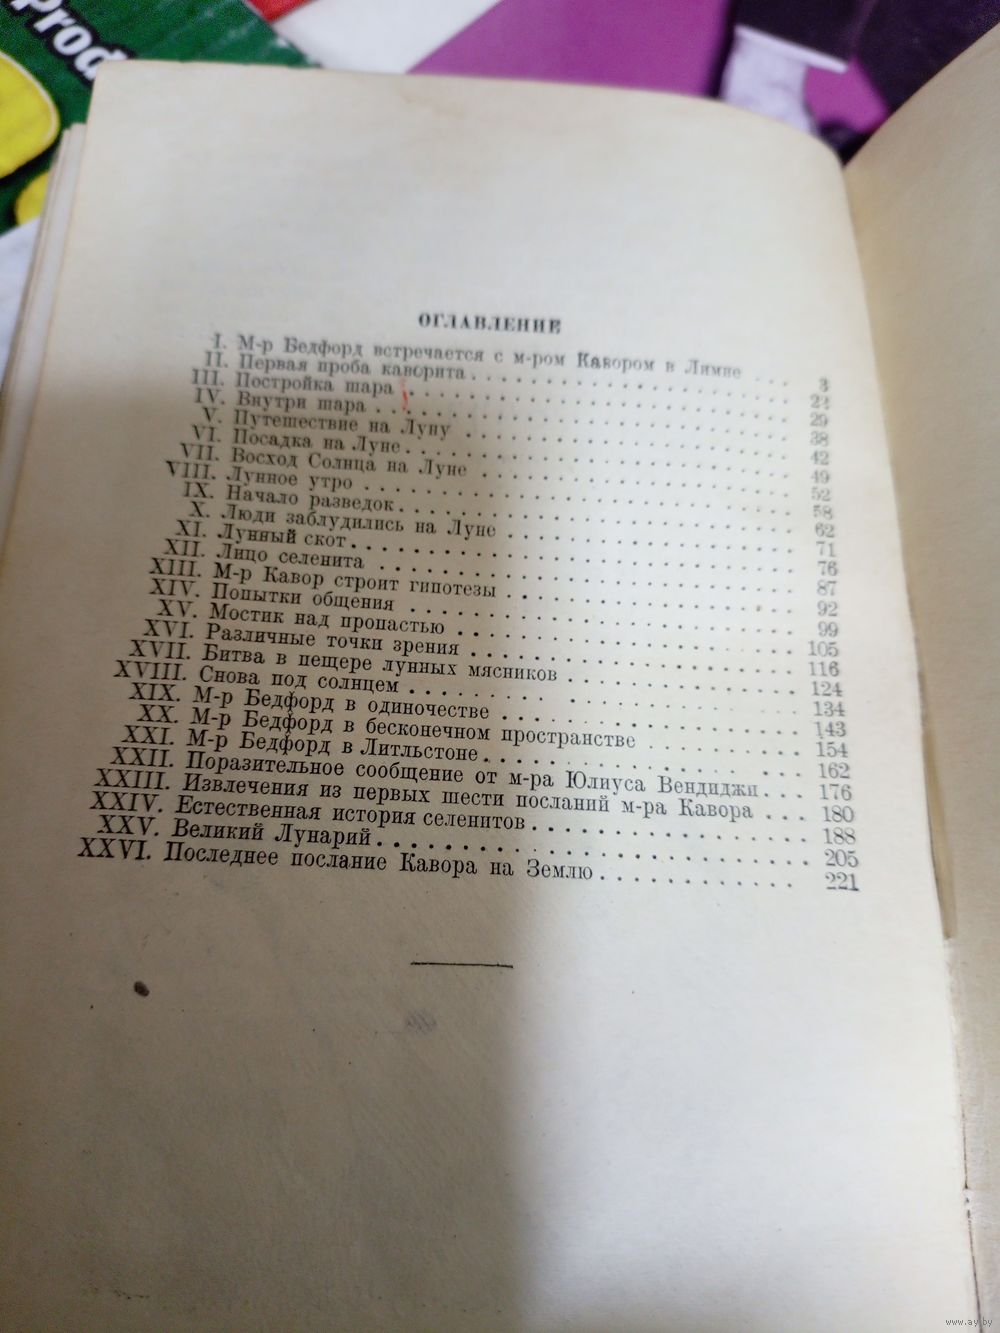 Prod
ОГЛАВЛЕНИЕ
I. М-р Бедфорд встречается с м-ром Кавором в Лимне . . . 3
II. Первая проба каворита . . . 22
III. Постройка шара . . . 29
IV. Внутри шара . . . 38
V. Путешествие на Луну . . . 42
VI. Посадка на Луне . . . 49
VII. Восход Солнца на Луне . . . 52
VIII. Лунное утро . . . 58
IX. Начало разведок . . . 62
X. Люди заблудились на Луне . . . 71
XI. Лунный скот . . . 76
XII. Лицо селенита . . . 87
XIII. М-р Кавор строит гипотезы . . . 92
XIV. Попытки общения . . . 99
XV. Мостик над пропастью . . . 105
XVI. Различные точки зрения . . . 116
XVII. Битва в пещере лунных мясников . . . 124
XVIII. Снова под солнцем . . . 134
XIX. М-р Бедфорд в одиночестве . . . 143
XX. М-р Бедфорд в бесконечном пространстве . . . 154
XXI. М-р Бедфорд в Литльстоне . . . 162
XXII. Поразительное сообщение от м-ра Юлиуса Вендиджи . . . 176
XXIII. Извлечения из первых шести посланий м-ра Кавора . . . 180
XXIV. Естественная история селенитов . . . 188
XXV. Великий Лунарий . . . 205
XXVI. Последнее послание Кавора на Землю . . . 221
www.ay.by